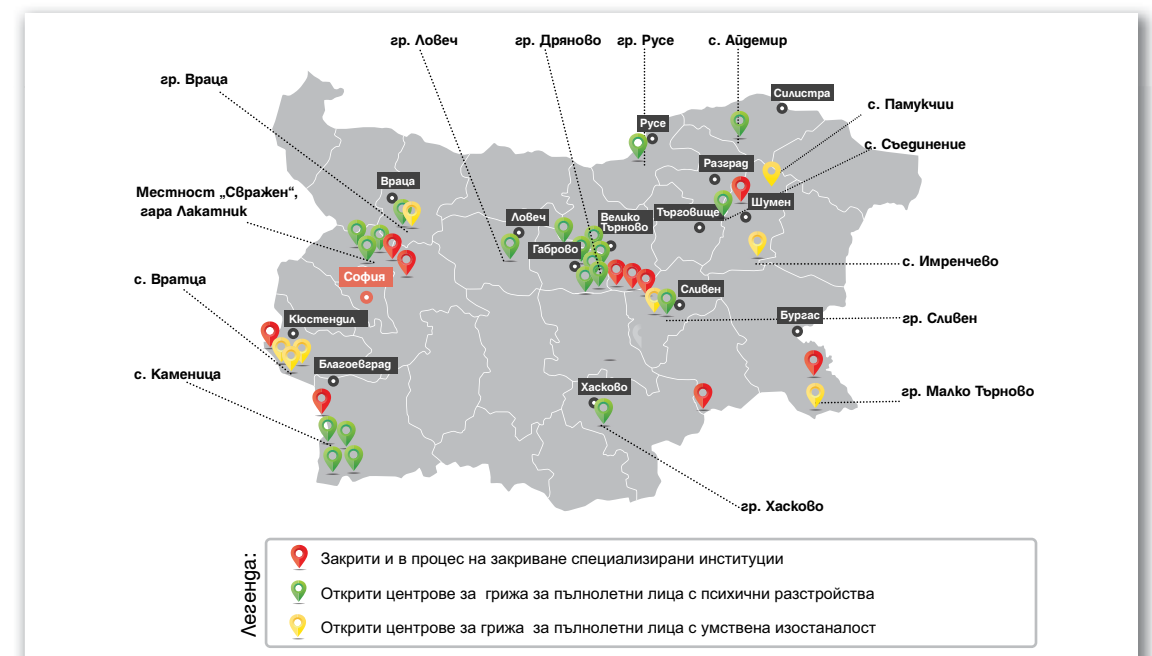 гр. Ловеч
гр. Дряново
гр. Русе
с. Айдемир
гр. Враца
Силистра
с. Памукчии
Русе
с. Съединение
Разград
Враца
Местност „Свражен“,
гара Лакатник
Ловеч
Велико
Търново
Търговище
Шумен
Габрово
с. Имренчево
София
с. Вратца
Сливен
Кюстендил
Бургас
гр. Сливен
Благоевград
с. Каменица
Хасково
гр. Малко Търново
гр. Хасково
Легенда:
Закрити и в процес на закриване специализирани институции
Открити центрове за грижа за пълнолетни лица с психични разстройства
Открити центрове за грижа за пълнолетни лица с умствена изостаналост